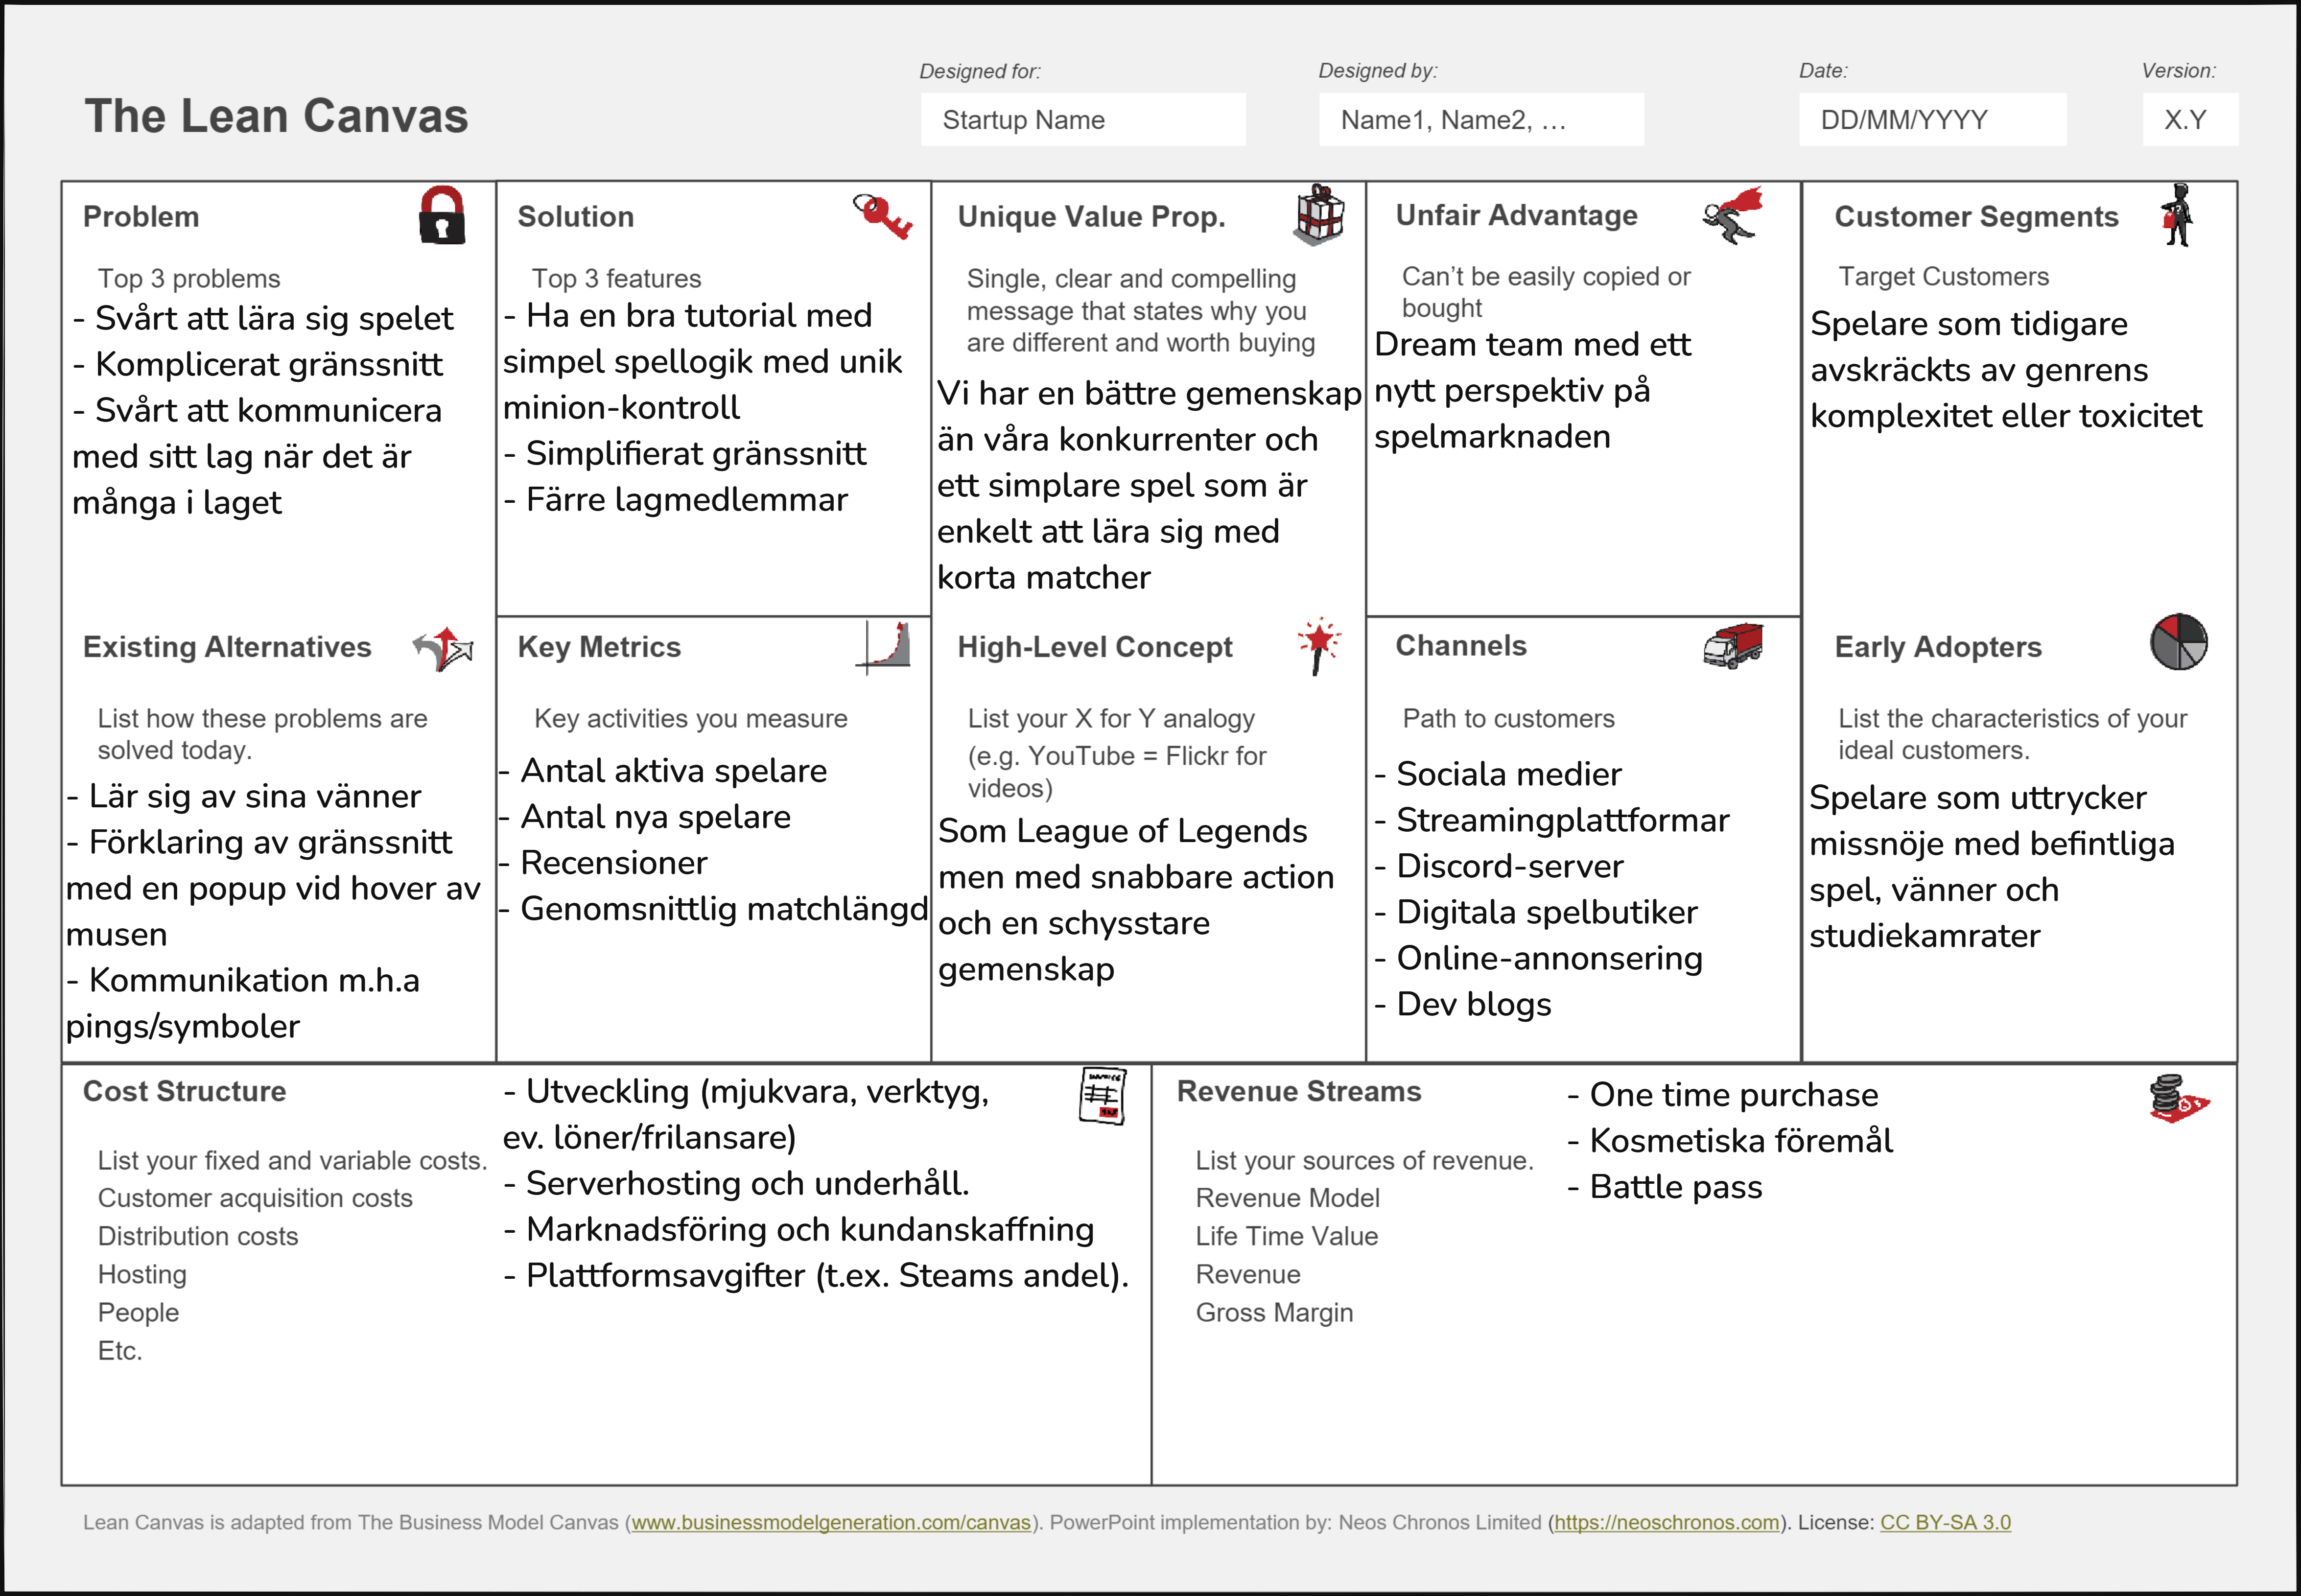 Designed for:
Designed by:
Date:
Version:
The Lean Canvas
Startup Name
Name1, Name2, …
DD/MM/YYYY
X.Y
Problem
Top 3 problems
- Svårt att lära sig spelet
- Komplicerat gränssnitt
- Svårt att kommunicera
med sitt lag när det är
många i laget
Existing Alternatives
List how these problems are
solved today.
- Lär sig av sina vänner
- Förklaring av gränssnitt
med en popup vid hover av
musen
- Kommunikation m.h.a
pings/symboler
Solution
Top 3 features
- Ha en bra tutorial med
simpel spellogik med unik
minion-kontroll
- Simplifierat gränssnitt
- Färre lagmedlemmar
Key Metrics
Key activities you measure
- Antal aktiva spelare
- Antal nya spelare
- Recensioner
- Genomsnittlig matchlängd
Unique Value Prop.
Single, clear and compelling
message that states why you
are different and worth buying
Vi har en bättre gemenskap
än våra konkurrenter och
ett simplare spel som är
enkelt att lära sig med
korta matcher
High-Level Concept
List your X for Y analogy
(e.g. YouTube = Flickr for
videos)
Som League of Legends
men med snabbare action
och en schysstare
gemenskap
Unfair Advantage
Can’t be easily copied or
bought
Dream team med ett
nytt perspektiv på
spelmarknaden
Channels
Path to customers
- Sociala medier
- Streamingplattformar
- Discord-server
- Digitala spelbutiker
- Online-annonsering
- Dev blogs
Customer Segments
Target Customers
Spelare som tidigare
avskräckts av genrens
komplexitet eller toxicitet
Early Adopters
List the characteristics of your
ideal customers.
Spelare som uttrycker
missnöje med befintliga
spel, vänner och
studiekamrater
Cost Structure
List your fixed and variable costs.
Customer acquisition costs
Distribution costs
Hosting
People
Etc.
- Utveckling (mjukvara, verktyg,
ev. löner/frilansare)
- Serverhosting och underhåll.
- Marknadsföring och kundanskaffning
- Plattformsavgifter (t.ex. Steams andel).
INVOICE
Revenue Streams
List your sources of revenue.
Revenue Model
Life Time Value
Revenue
Gross Margin
- One time purchase
- Kosmetiska föremål
- Battle pass
Lean Canvas is adapted from The Business Model Canvas (www.businessmodelgeneration.com/canvas). PowerPoint implementation by: Neos Chronos Limited (https://neoschronos.com). License: CC BY-SA 3.0